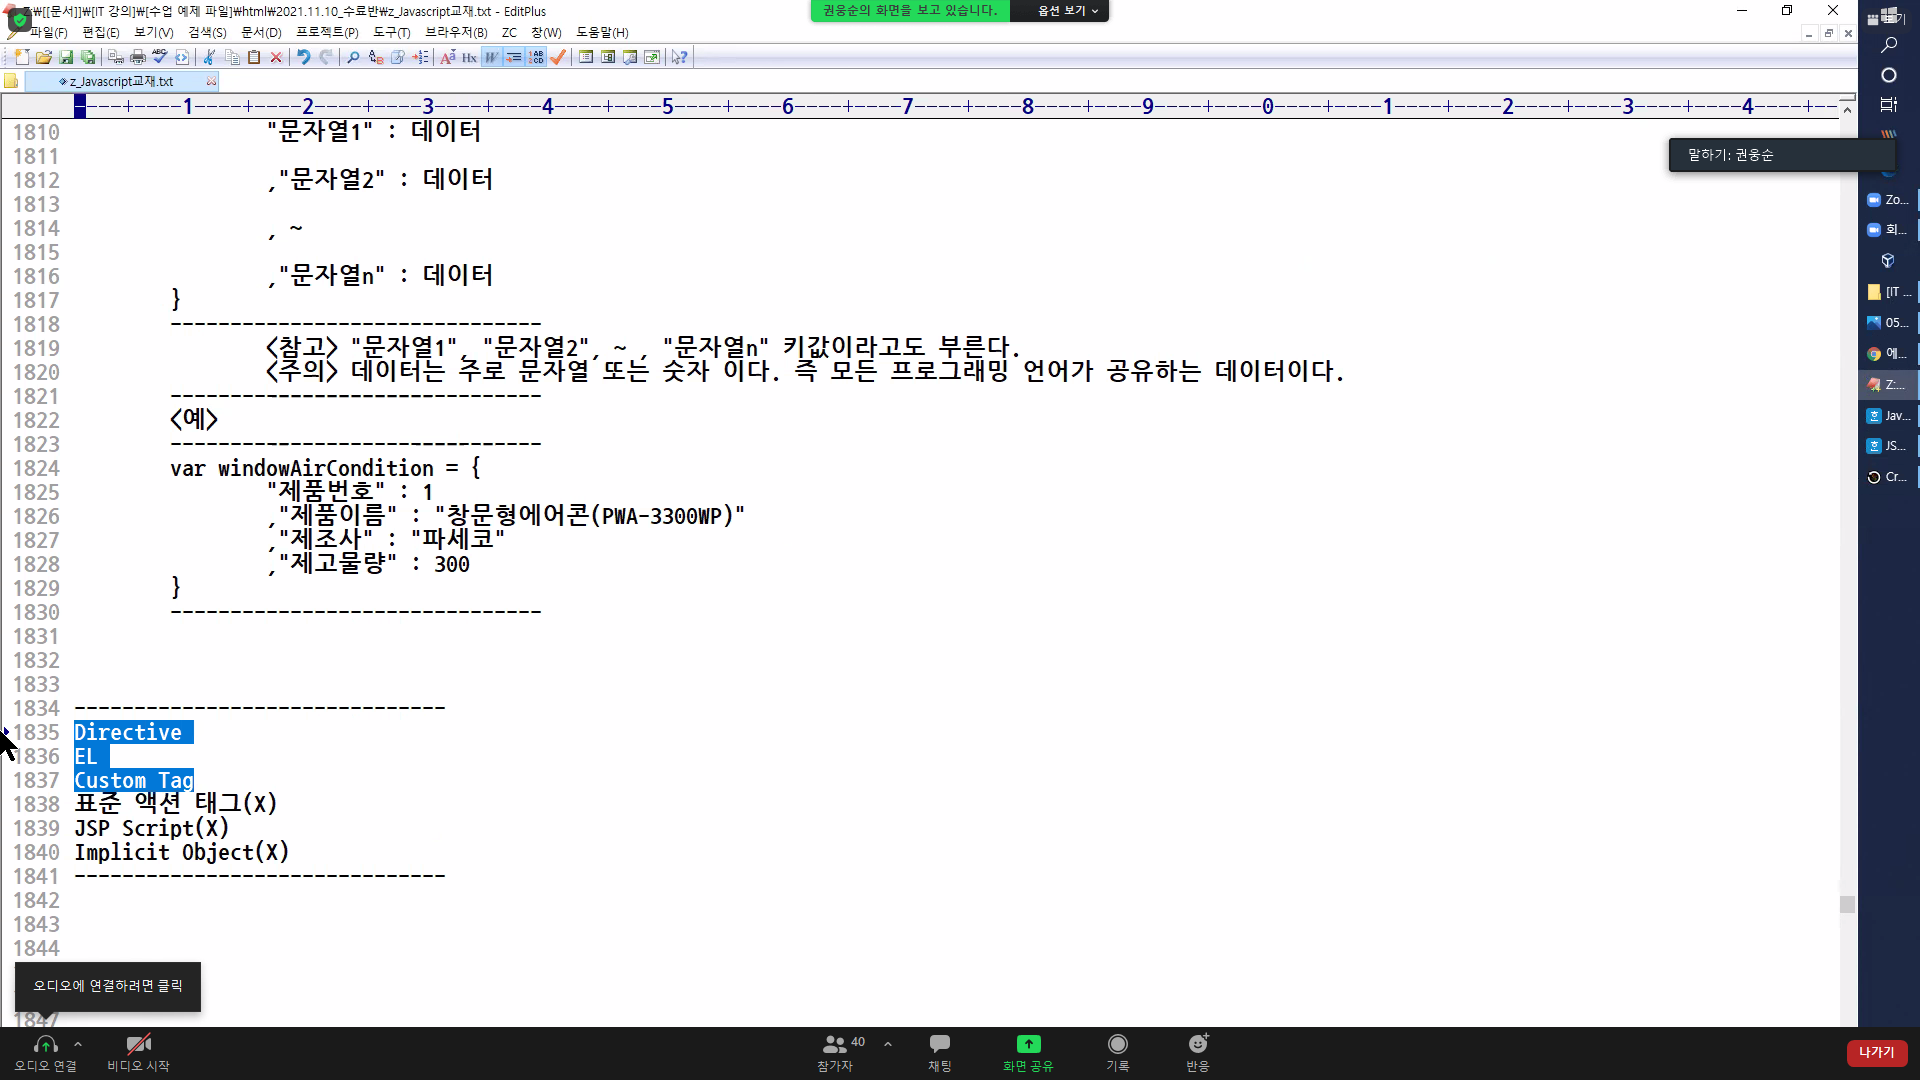 Z:₩[[문서]]₩[IT 강의]₩[수업 예제 파일]₩html₩2021.11.10_수료반₩z_Javascript교재.txt - EditPlus
권웅순의 화면을 보고 있습니다. 옵션 보기
파일(F) 편집(E) 보기(V) 검색(S) 문서(D) 프로젝트(P) 도구(T) 브라우저(B) ZC 창(W) 도움말(H)
z_Javascript교재.txt
----+----1----+----2----+----3----+----4----+----5----+----6----+----7----+----8----+----9----+----0----+----1----+----2----+----3----+----4----+--
1810 "문자열1" : 데이터
1811
1812 ,"문자열2" : 데이터
1813
1814 , ~
1815
1816 ,"문자열n" : 데이터
1817 }
1818 -------------------------------
1819 <참고> "문자열1", "문자열2", ~ , "문자열n" 키값이라고도 부른다.
1820 <주의> 데이터는 주로 문자열 또는 숫자 이다. 즉 모든 프로그래밍 언어가 공유하는 데이터이다.
1821 -------------------------------
1822 <예>
1823 -------------------------------
1824 var windowAirCondition = {
1825 "제품번호" : 1
1826 ,"제품이름" : "창문형에어콘(PWA-3300WP)"
1827 ,"제조사" : "파세코"
1828 ,"제고물량" : 300
1829 }
1830 -------------------------------
1831
1832
1833
1834 -------------------------------
1835 Directive
1836 EL
1837 Custom Tag
1838 표준 액션 태그(X)
1839 JSP Script(X)
1840 Implicit Object(X)
1841 -------------------------------
1842
1843
1844
1847
말하기: 권웅순
Zo...
회...
[IT ...
05...
에...
Z:...
Jav...
JS...
Cr...
오디오에 연결하려면 클릭
오디오 연결
비디오 시작
40
참가자
채팅
화면 공유
기록
반응
나가기